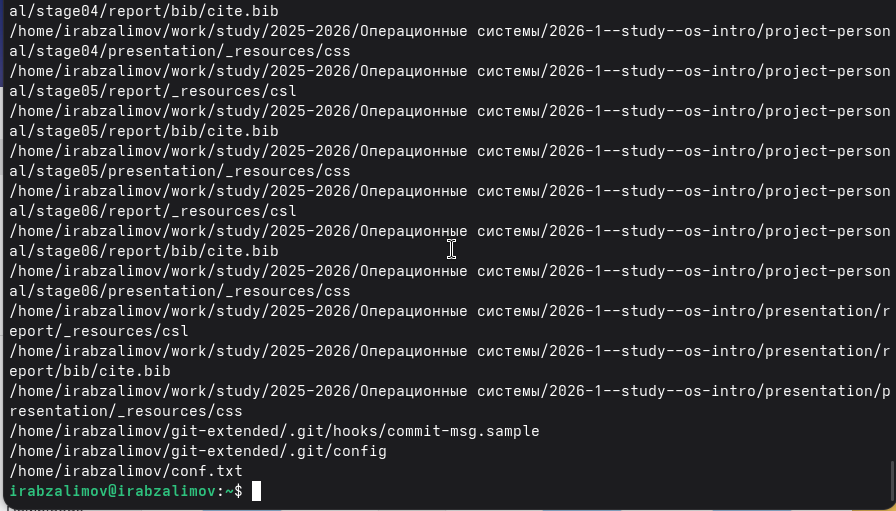 al/stage04/report/bib/cite.bib
/home/irabzalimov/work/study/2025-2026/Операционные системы/2026-1--study--os-intro/project-person
al/stage04/presentation/_resources/css
/home/irabzalimov/work/study/2025-2026/Операционные системы/2026-1--study--os-intro/project-person
al/stage05/report/_resources/csl
/home/irabzalimov/work/study/2025-2026/Операционные системы/2026-1--study--os-intro/project-person
al/stage05/report/bib/cite.bib
/home/irabzalimov/work/study/2025-2026/Операционные системы/2026-1--study--os-intro/project-person
al/stage05/presentation/_resources/css
/home/irabzalimov/work/study/2025-2026/Операционные системы/2026-1--study--os-intro/project-person
al/stage06/report/_resources/csl
/home/irabzalimov/work/study/2025-2026/Операционные системы/2026-1--study--os-intro/project-person
al/stage06/report/bib/cite.bib
/home/irabzalimov/work/study/2025-2026/Операционные системы/2026-1--study--os-intro/project-person
al/stage06/presentation/_resources/css
/home/irabzalimov/work/study/2025-2026/Операционные системы/2026-1--study--os-intro/presentation/r
eport/_resources/csl
/home/irabzalimov/work/study/2025-2026/Операционные системы/2026-1--study--os-intro/presentation/r
eport/bib/cite.bib
/home/irabzalimov/work/study/2025-2026/Операционные системы/2026-1--study--os-intro/presentation/p
resentation/_resources/css
/home/irabzalimov/git-extended/.git/hooks/commit-msg.sample
/home/irabzalimov/git-extended/.git/config
/home/irabzalimov/conf.txt
irabzalimov@irabzalimov:~$